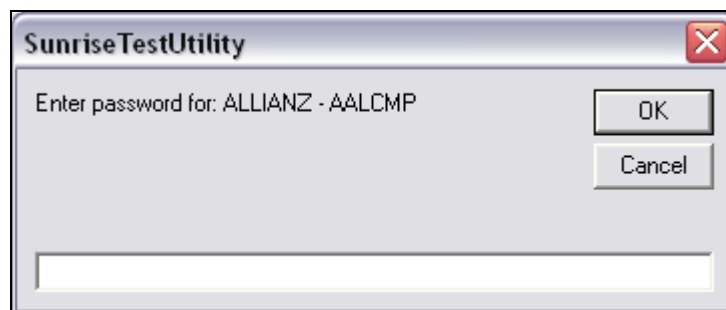 SunriseTestUtility
Enter password for: ALLIANZ - AALCMP
OK
Cancel